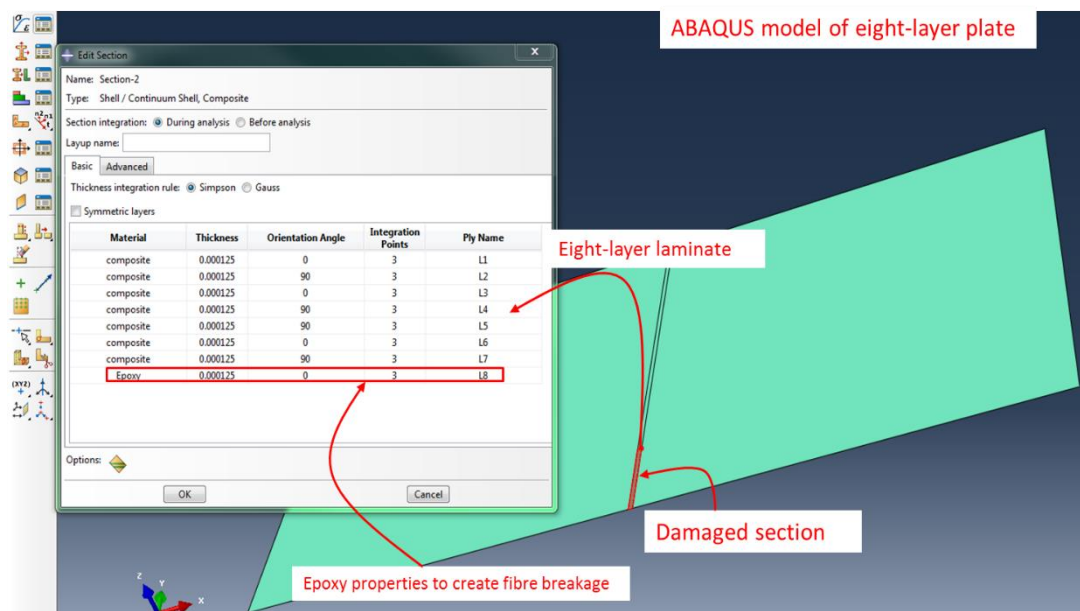 ABAQUS model of eight-layer plate
Edit Section
X
Name: Section-2
Type: Shell / Continuum Shell, Composite
Section integration: During analysis Before analysis
Layup name:
Basic Advanced
Thickness integration rule: Simpson Gauss
Symmetric layers
Material Thickness Orientation Angle Integration Points Ply Name
composite 0.000125 0 3 L1
composite 0.000125 90 3 L2
composite 0.000125 0 3 L3
composite 0.000125 90 3 L4
composite 0.000125 90 3 L5
composite 0.000125 0 3 L6
composite 0.000125 90 3 L7
Epoxy 0.000125 0 3 L8
Options:
OK Cancel
Eight-layer laminate
Damaged section
Epoxy properties to create fibre breakage
(XYZ)
Z
Y
X